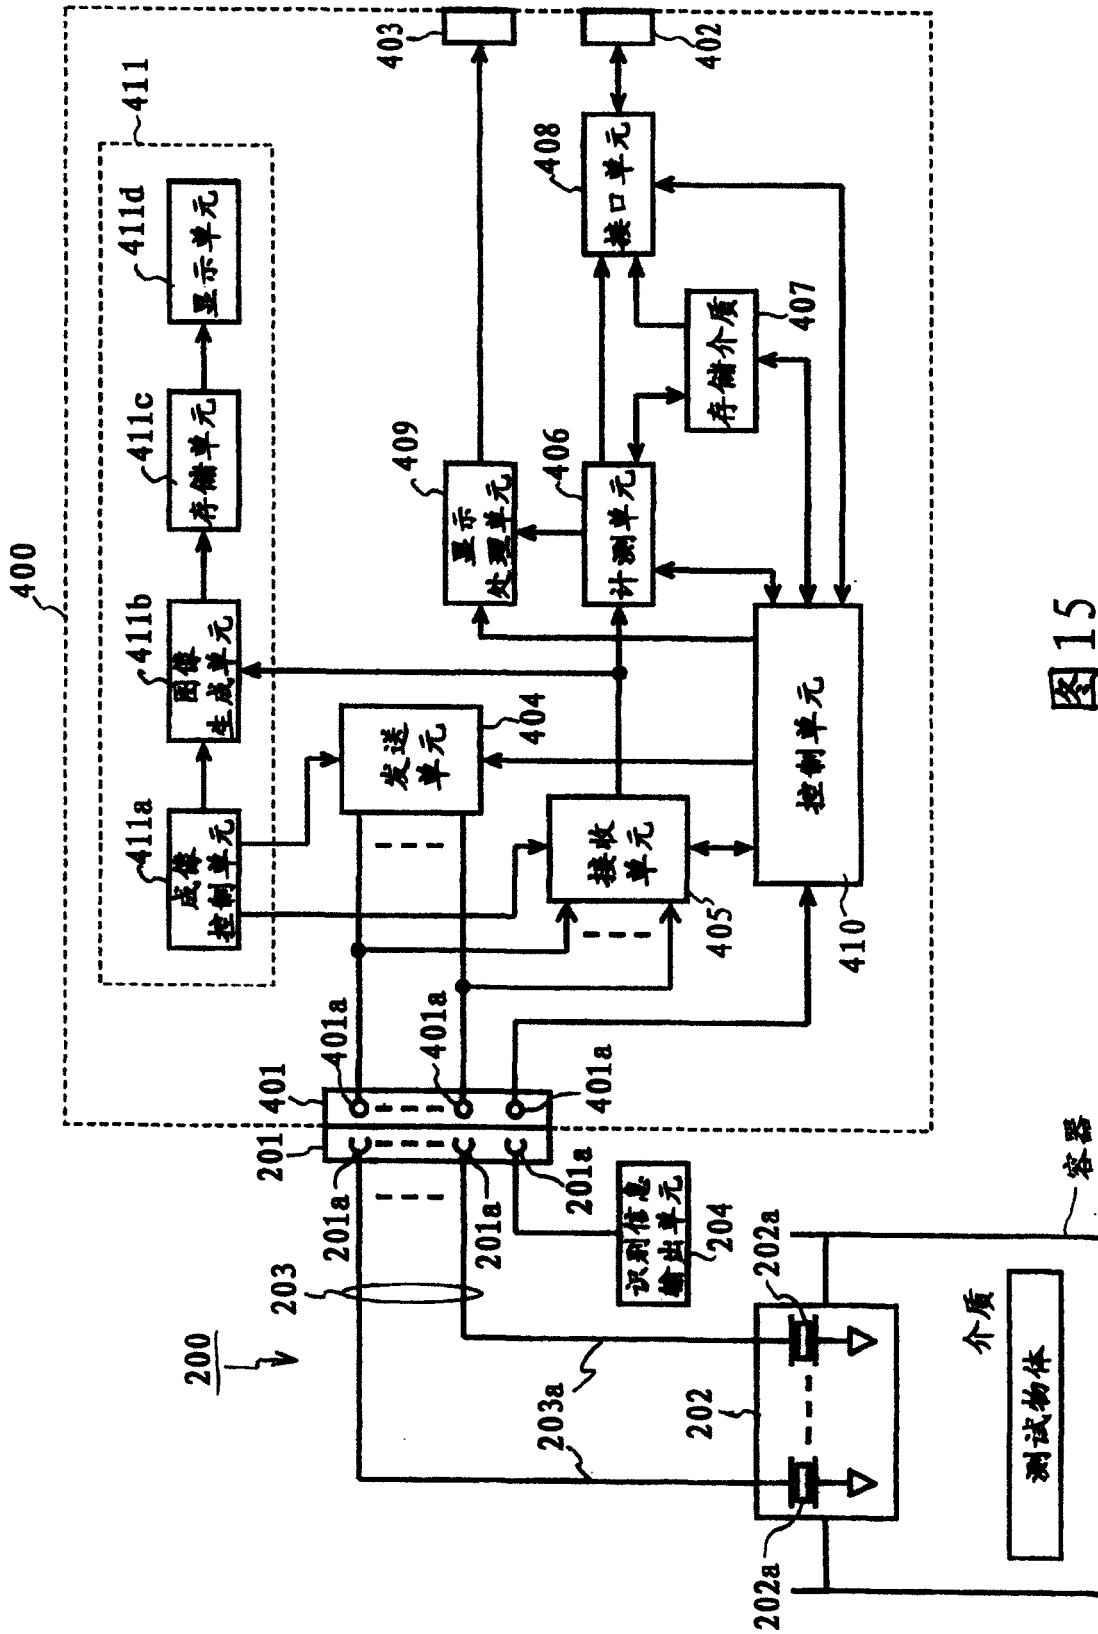 400
411
411a
成像
控制单元
411b
图像
生成单元
411c
存储单元
411d
显示单元
403
402
409
显示
处理单元
408
接口单元
406
计测单元
407
存储介质
404
发送
单元
405
接收
单元
410
控制单元
401
401a
401a
401a
201
201a
201a
201a
识别信息
输出单元
204
203
200
203a
202
202a
202a
容器
介质
测试物体
图 15